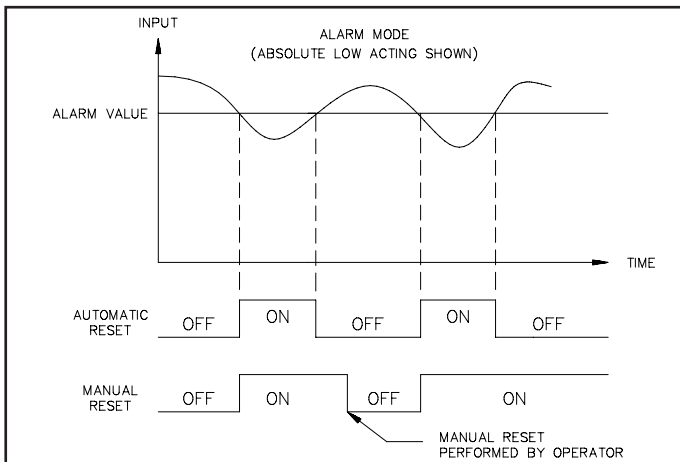 INPUT
ALARM MODE
(ABSOLUTE LOW ACTING SHOWN)
ALARM VALUE
TIME
AUTOMATIC
RESET
OFF
ON
OFF
ON
OFF
MANUAL
RESET
OFF
ON
OFF
ON
MANUAL RESET
PERFORMED BY OPERATOR